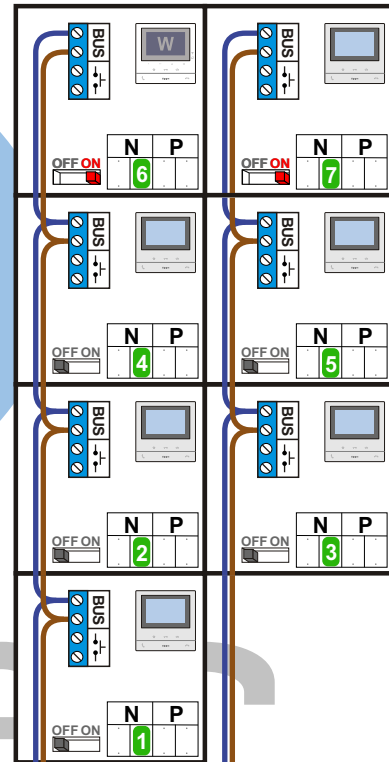 BUS
W
N P
OFF ON
6
BUS
N P
OFF ON
7
BUS
N P
OFF ON
4
BUS
N P
OFF ON
5
BUS
N P
OFF ON
2
BUS
N P
OFF ON
3
BUS
N P
OFF ON
1